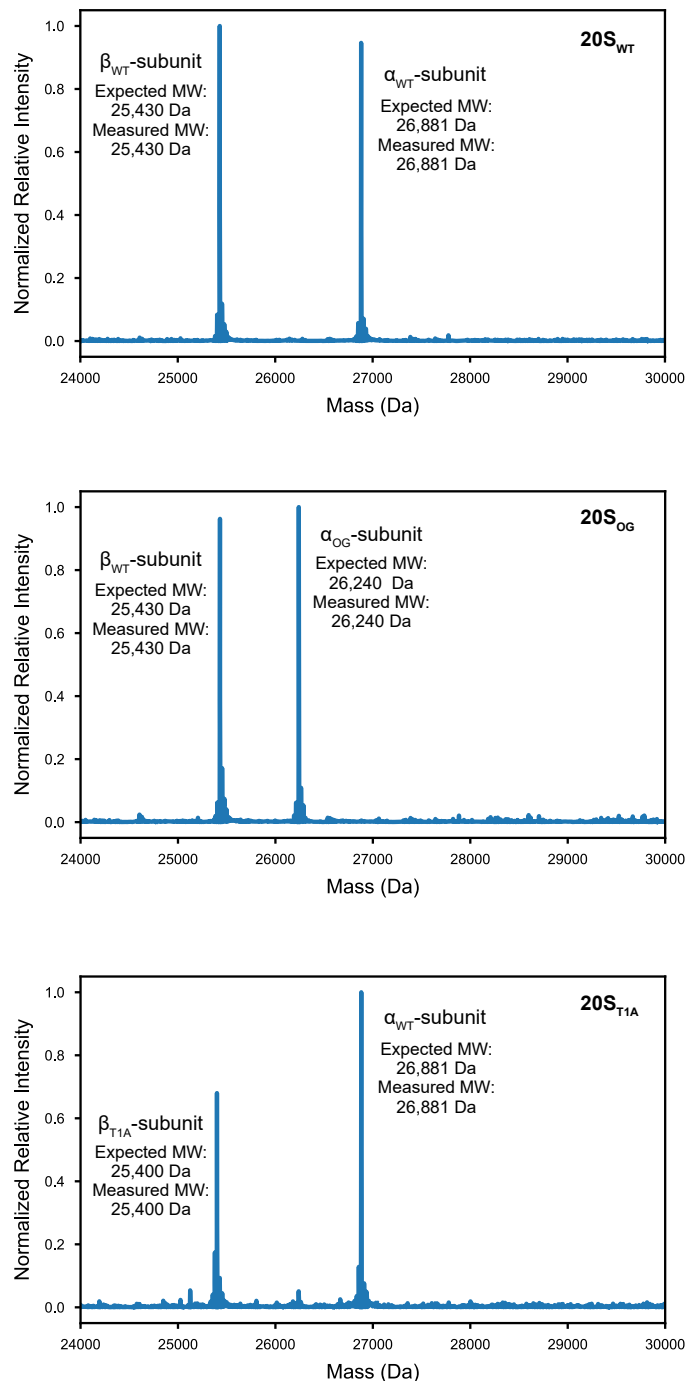 20S_WT
β_WT-subunit
Expected MW:
25,430 Da
Measured MW:
25,430 Da
α_WT-subunit
Expected MW:
26,881 Da
Measured MW:
26,881 Da
Normalized Relative Intensity
1.0
0.8
0.6
0.4
0.2
0.0
24000 25000 26000 27000 28000 29000 30000
Mass (Da)
20S_OG
β_WT-subunit
Expected MW:
25,430 Da
Measured MW:
25,430 Da
α_OG-subunit
Expected MW:
26,240 Da
Measured MW:
26,240 Da
Normalized Relative Intensity
1.0
0.8
0.6
0.4
0.2
0.0
24000 25000 26000 27000 28000 29000 30000
Mass (Da)
20S_T1A
α_WT-subunit
Expected MW:
26,881 Da
Measured MW:
26,881 Da
β_T1A-subunit
Expected MW:
25,400 Da
Measured MW:
25,400 Da
Normalized Relative Intensity
1.0
0.8
0.6
0.4
0.2
0.0
24000 25000 26000 27000 28000 29000 30000
Mass (Da)